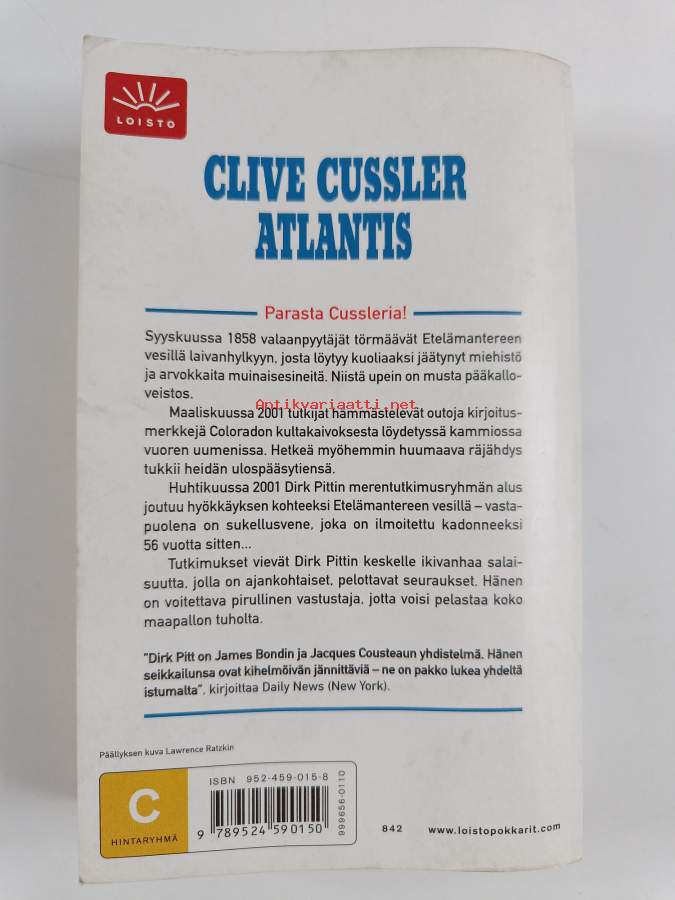 LOISTO
CLIVE CUSSLER
ATLANTIS
Parasta Cussleria!
Syyskuussa 1858 valaanpyytäjät törmäävät Etelämantereen
vesillä laivanhylkyyn, josta löytyy kuoliaaksi jäätynyt miehistö
ja arvokkaita muinaisesineitä. Niistä upein on musta pääkallo-
veistos.
Antikvariaatti.net
Maaliskuussa 2001 tutkijat hämmästelevät outoja kirjoitus-
merkkejä Coloradon kultakaivoksesta löydetyssä kammiossa
vuoren uumenissa. Hetkeä myöhemmin huumaava räjähdys
tukkii heidän ulospääsytiensä.
Huhtikuussa 2001 Dirk Pittin merentutkimusryhmän alus
joutuu hyökkäyksen kohteeksi Etelämantereen vesillä – vasta-
puolena on sukellusvene, joka on ilmoitettu kadonneeksi
56 vuotta sitten...
Tutkimukset vievät Dirk Pittin keskelle ikivanhaa salai-
suutta, jolla on ajankohtaiset, pelottavat seuraukset. Hänen
on voitettava pirullinen vastustaja, jotta voisi pelastaa koko
maapallon tuholta.
"Dirk Pitt on James Bondin ja Jacques Cousteaun yhdistelmä. Hänen
seikkailunsa ovat kihelmöivän jännittäviä – ne on pakko lukea yhdeltä
istumalta", kirjoittaa Daily News (New York).
Päällyksen kuva Lawrence Ratzkin
C
HINTARYHMÄ
ISBN 952-459-015-8
9 789524 590150
999656-0110
842
www.loistopokkarit.com